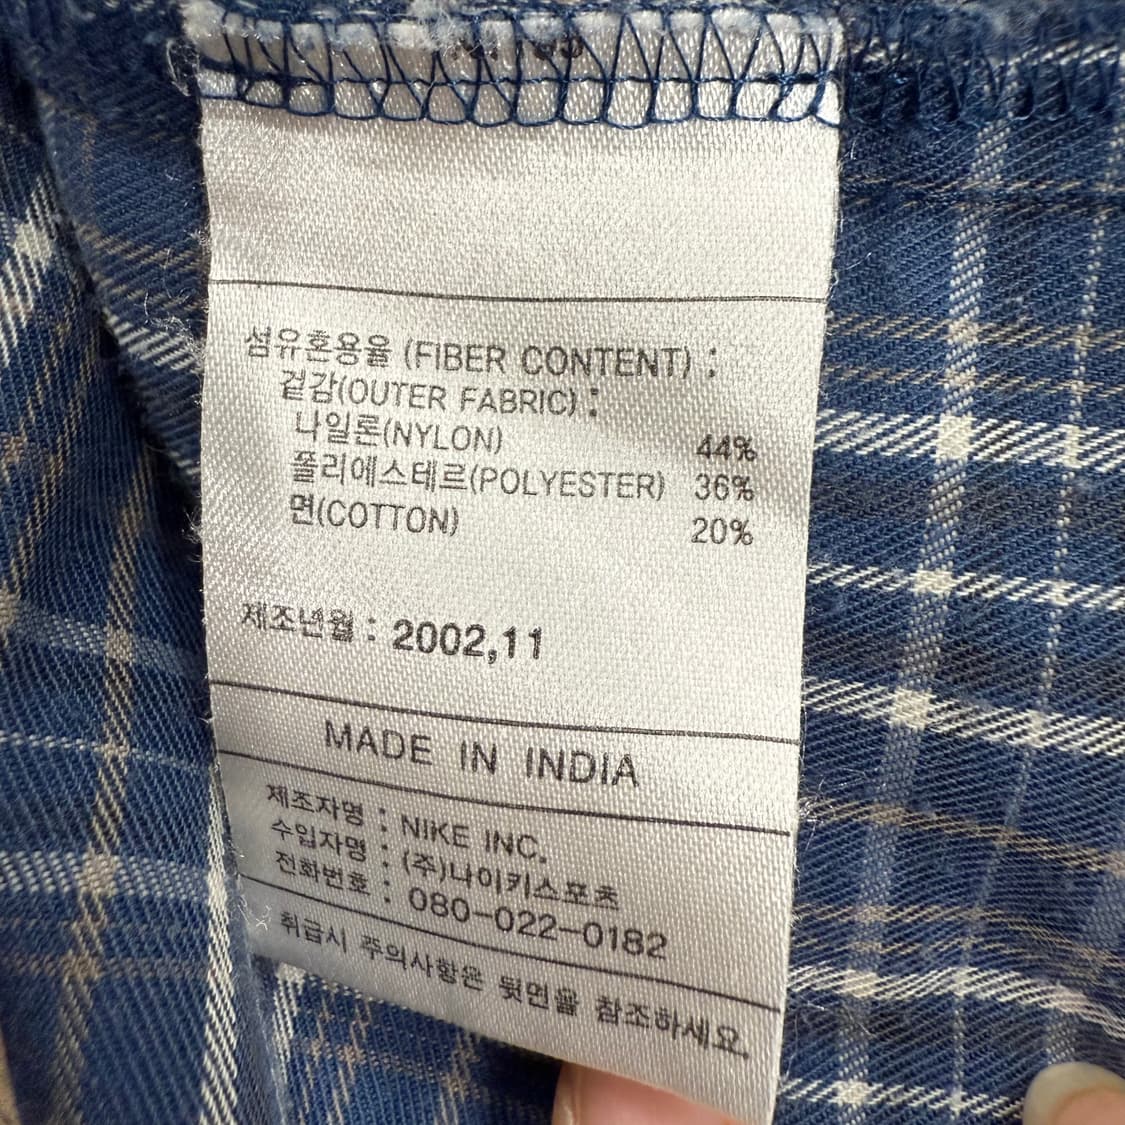 섬유혼용율 (FIBER CONTENT) :
겉감(OUTER FABRIC) :
나일론(NYLON) 44%
폴리에스테르(POLYESTER) 36%
면(COTTON) 20%
제조년월 : 2002,11
MADE IN INDIA
제조자명 : NIKE INC.
수입자명 : (주)나이키스포츠
전화번호 : 080-022-0182
취급시 주의사항은 뒷면을 참조하세요.